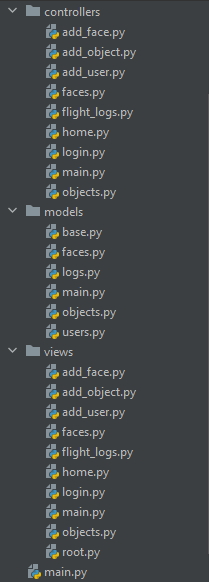 controllers
add_face.py
add_object.py
add_user.py
faces.py
flight_logs.py
home.py
login.py
main.py
objects.py
models
base.py
faces.py
logs.py
main.py
objects.py
users.py
views
add_face.py
add_object.py
add_user.py
faces.py
flight_logs.py
home.py
login.py
main.py
objects.py
root.py
main.py